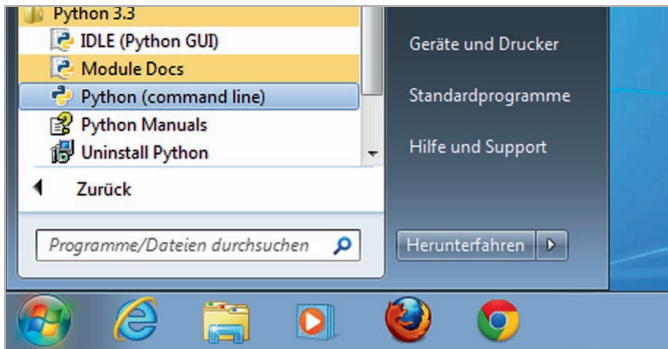 Python 3.3
IDLE (Python GUI)
Module Docs
Python (command line)
Python Manuals
Uninstall Python
Zurück
Programme/Dateien durchsuchen
Geräte und Drucker
Standardprogramme
Hilfe und Support
Herunterfahren